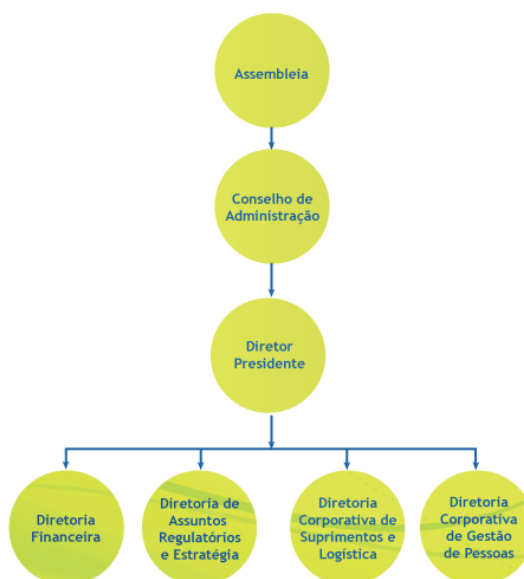 Assembleia
Conselho de
Administração
Diretor
Presidente
Diretoria
Financeira
Diretoria de
Assuntos
Regulatórios
e Estratégia
Diretoria
Corporativa de
Suprimentos e
Logística
Diretoria
Corporativa
de Gestão
de Pessoas